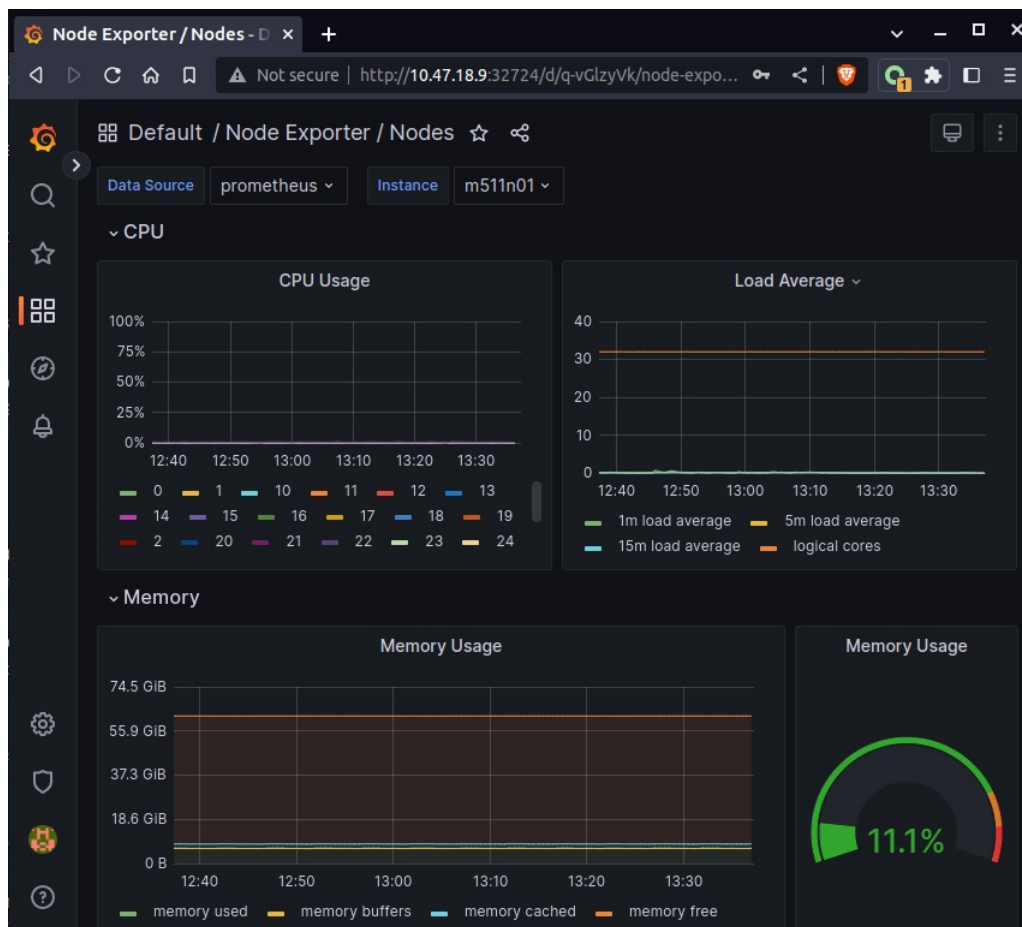 Node Exporter / Nodes - D
Not secure | http://10.47.18.9:32724/d/q-vGlzyVk/node-expo...
1
Default / Node Exporter / Nodes
Data Source prometheus Instance m511n01
CPU
CPU Usage
100%
75%
50%
25%
0%
12:40 12:50 13:00 13:10 13:20 13:30
0 1 10 11 12 13
14 15 16 17 18 19
2 20 21 22 23 24
Load Average
40
30
20
10
0
12:40 12:50 13:00 13:10 13:20 13:30
1m load average 5m load average
15m load average logical cores
Memory
Memory Usage
74.5 GiB
55.9 GiB
37.3 GiB
18.6 GiB
0 B
12:40 12:50 13:00 13:10 13:20 13:30
memory used memory buffers memory cached memory free
Memory Usage
11.1%